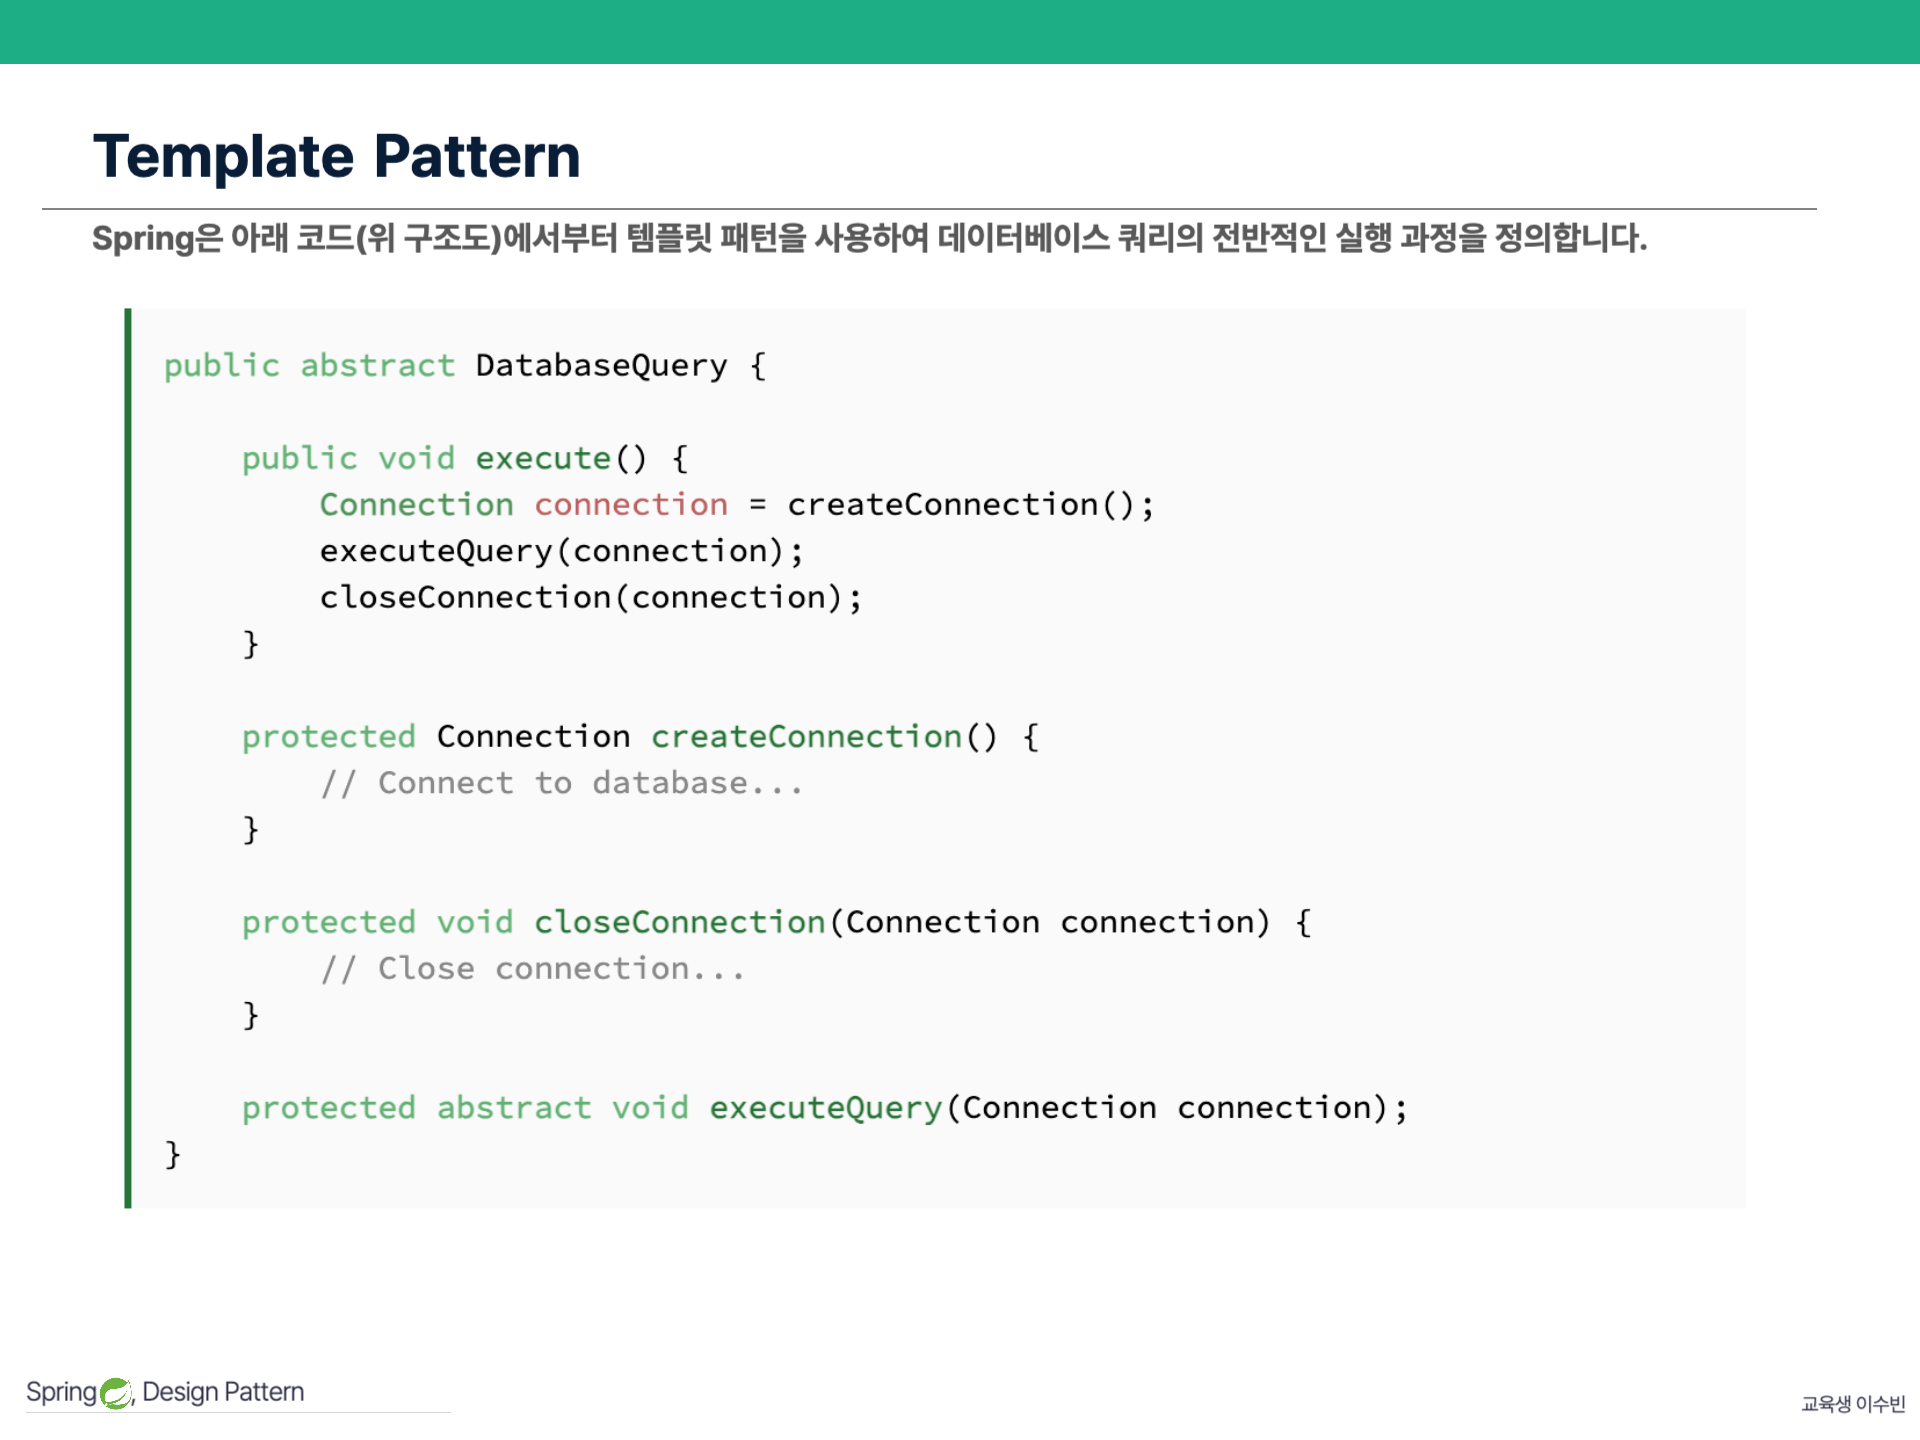 Template Pattern
Spring은 아래 코드(위 구조도)에서부터 템플릿 패턴을 사용하여 데이터베이스 쿼리의 전반적인 실행 과정을 정의합니다.
public abstract DatabaseQuery {
    public void execute() {
        Connection connection = createConnection();
        executeQuery(connection);
        closeConnection(connection);
    }
    protected Connection createConnection() {
        // Connect to database...
    }
    protected void closeConnection(Connection connection) {
        // Close connection...
    }
    protected abstract void executeQuery(Connection connection);
}
Spring, Design Pattern
교육생 이수빈